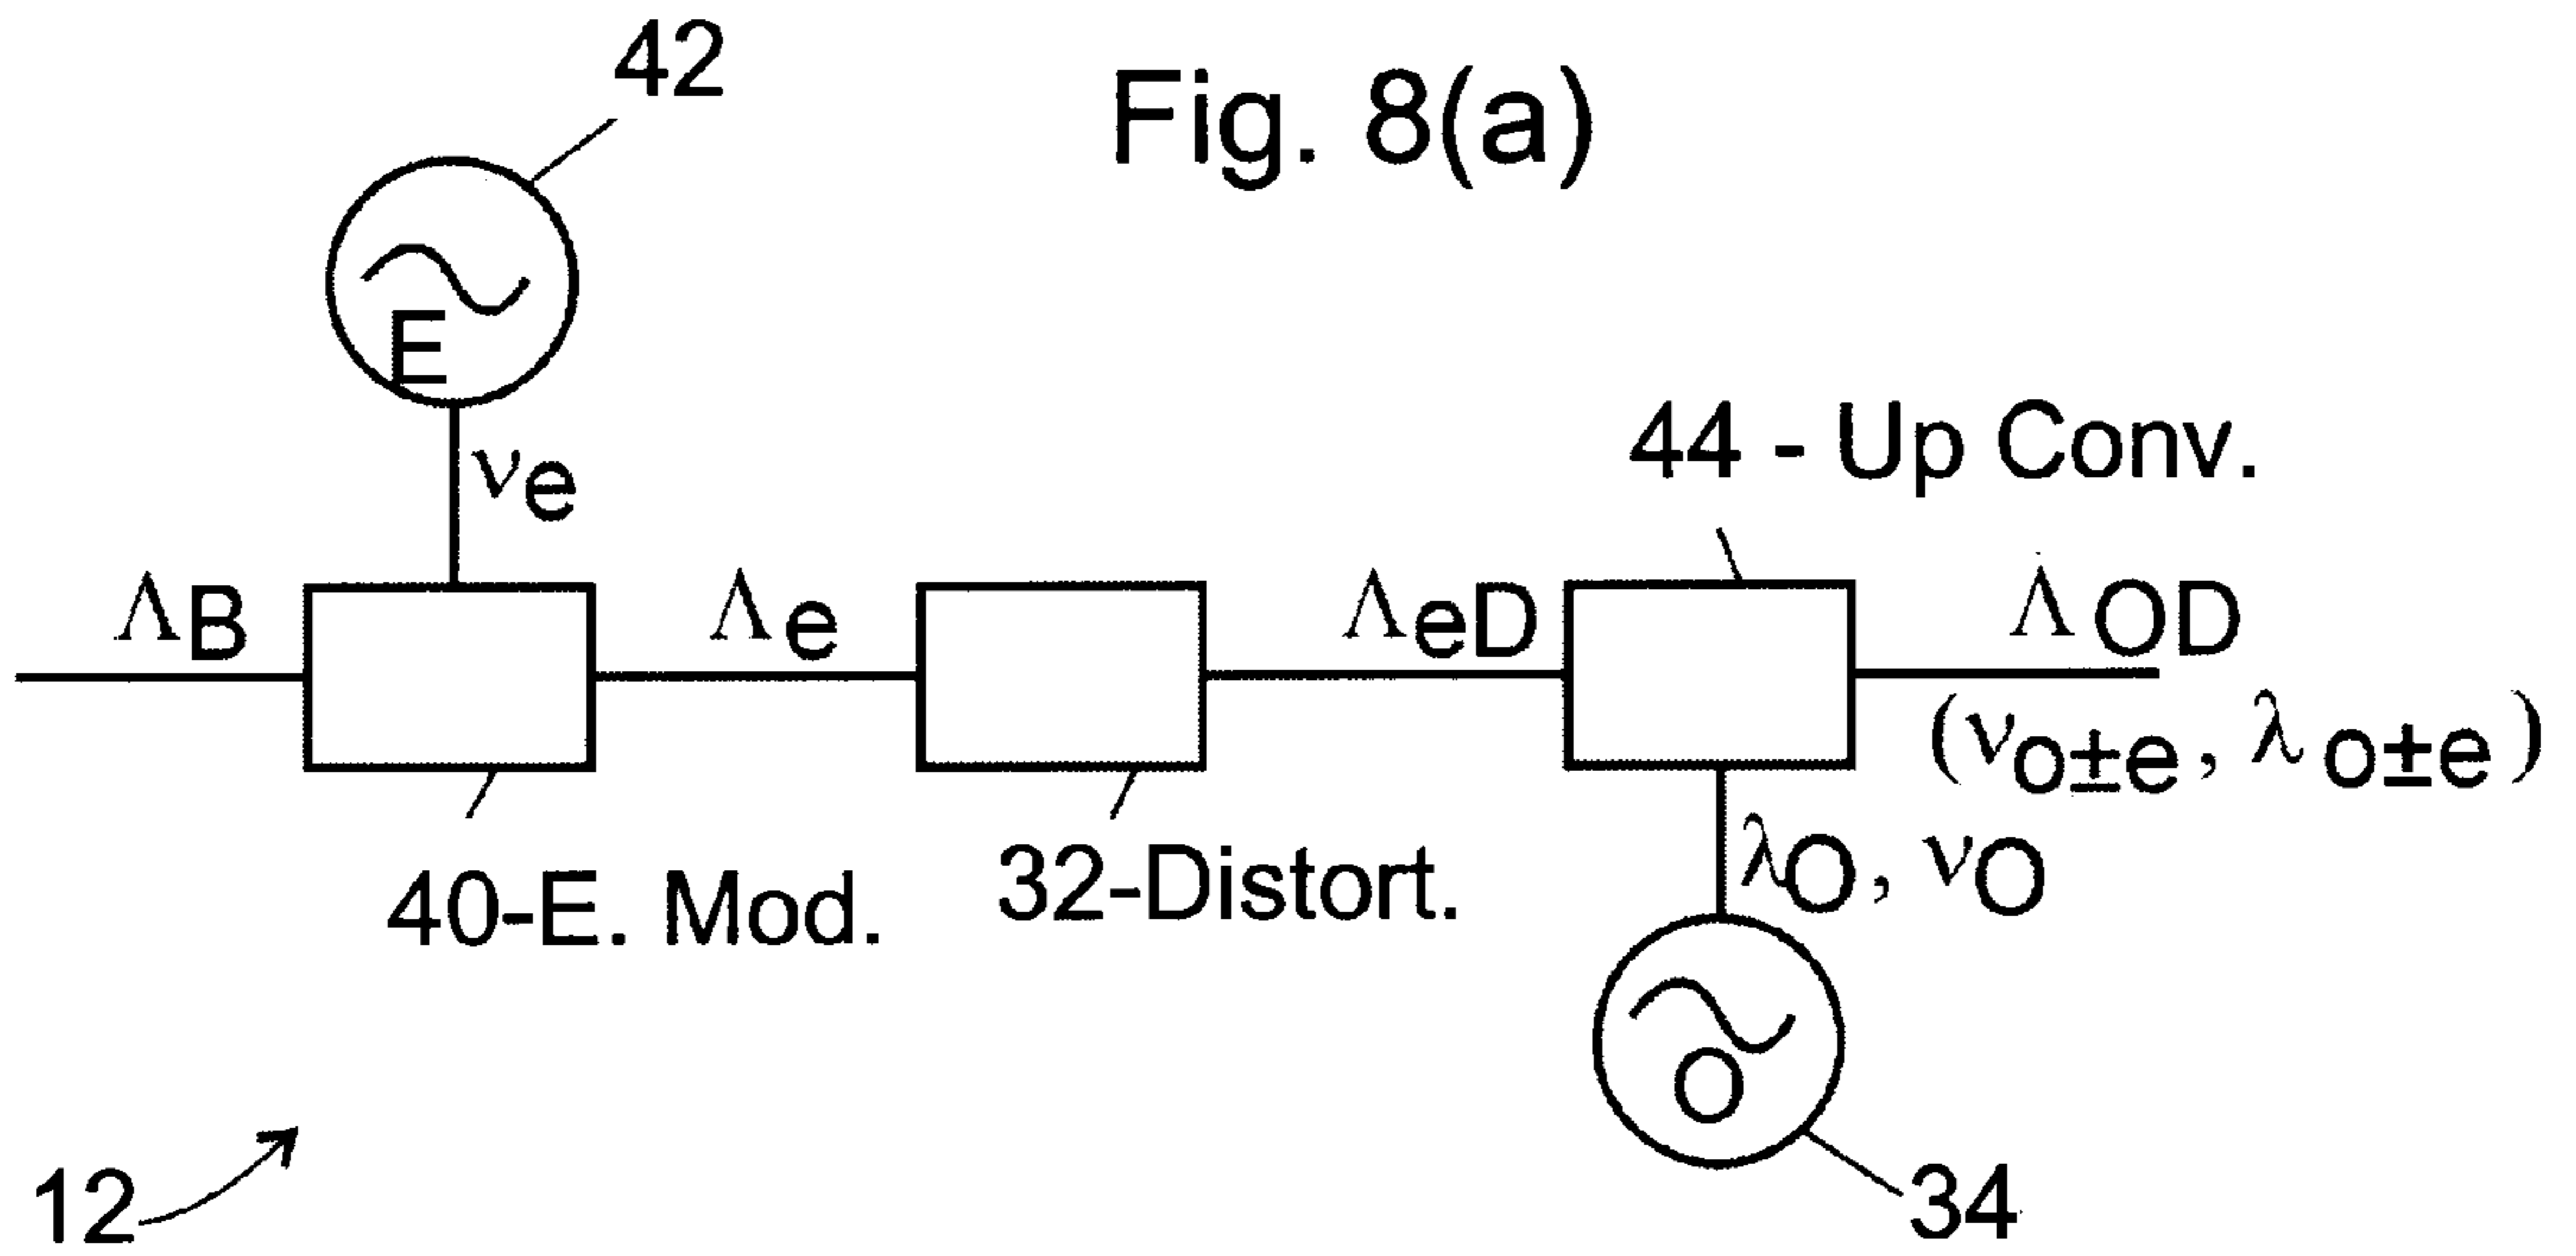 42
Fig. 8(a)
E
νe
44 - Up Conv.
ΛB
Λe
ΛeD
ΛOD
(νo±e, λo±e)
40-E. Mod.
32-Distort.
λO, νO
O
12
34